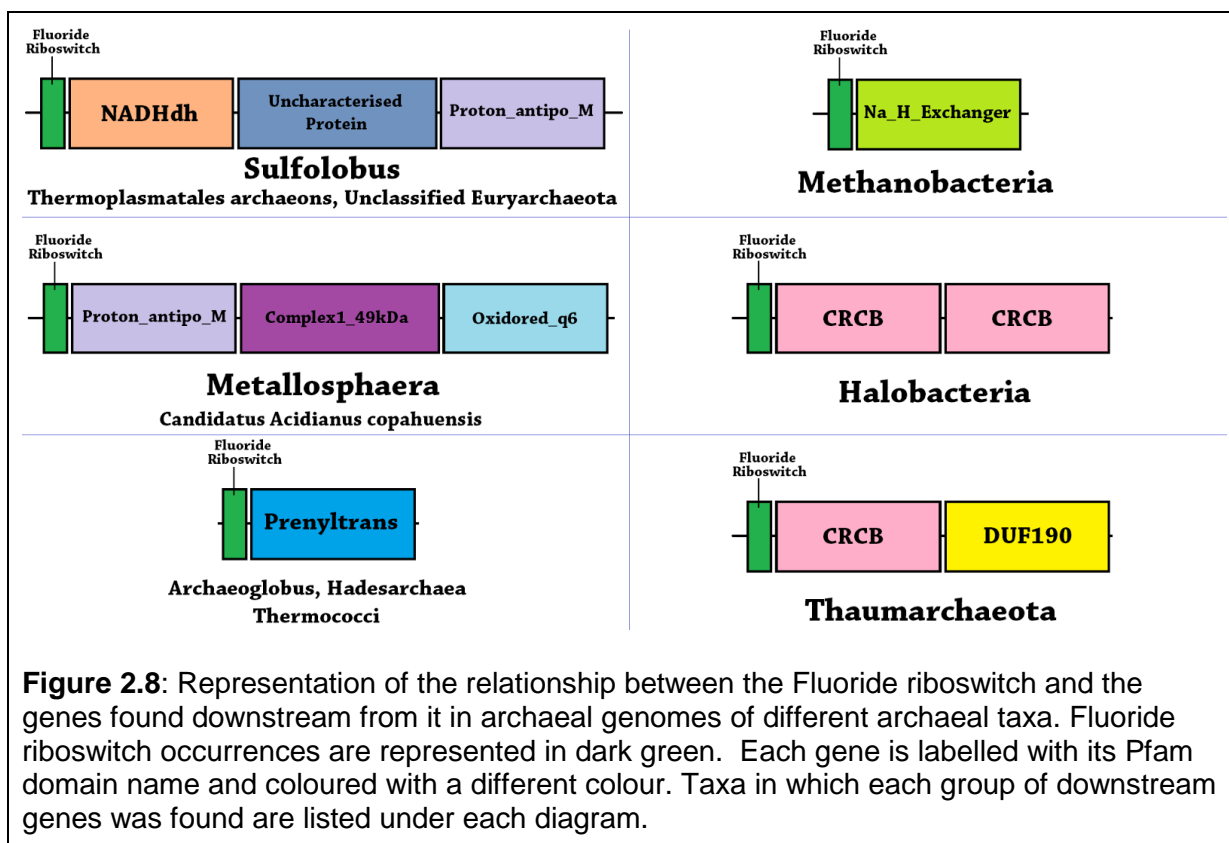 Fluoride
Riboswitch
NADHdh
Uncharacterised
Protein
Proton_antipo_M
Sulfolobus
Thermoplasmatales archaeons, Unclassified Euryarchaeota
Fluoride
Riboswitch
Na_H_Exchanger
Methanobacteria
Fluoride
Riboswitch
Proton_antipo_M
Complex1_49kDa
Oxidored_q6
Metallosphaera
Candidatus Acidianus copahuensis
Fluoride
Riboswitch
CRCB
CRCB
Halobacteria
Fluoride
Riboswitch
Prenyltrans
Archaeoglobus, Hadesarchaea
Thermococci
Fluoride
Riboswitch
CRCB
DUF190
Thaumarchaeota
Figure 2.8: Representation of the relationship between the Fluoride riboswitch and the
genes found downstream from it in archaeal genomes of different archaeal taxa. Fluoride
riboswitch occurrences are represented in dark green.  Each gene is labelled with its Pfam
domain name and coloured with a different colour. Taxa in which each group of downstream
genes was found are listed under each diagram.